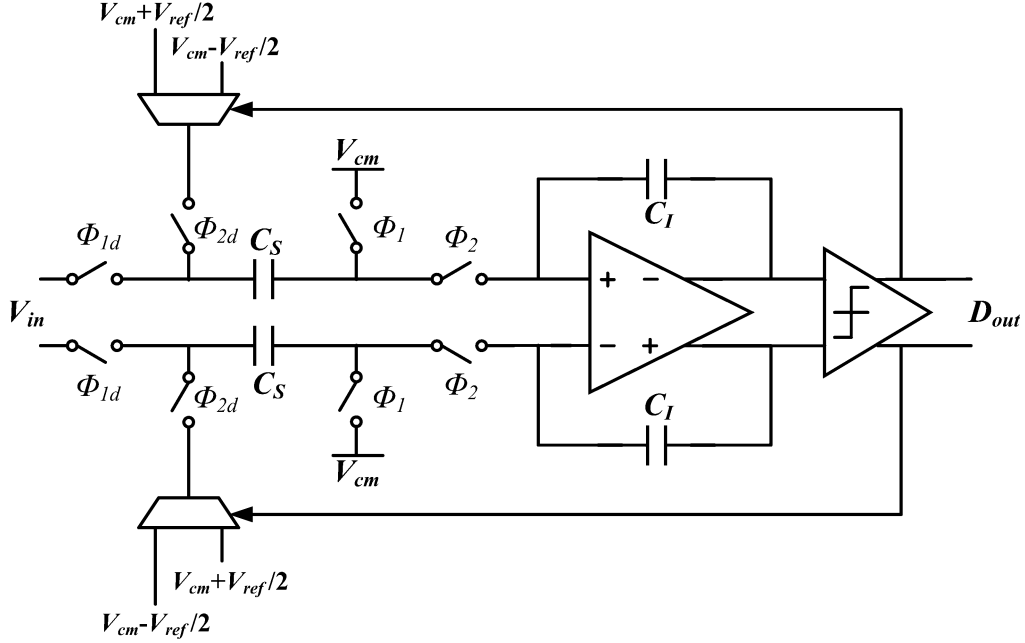 Vcm+Vref/2
Vcm-Vref/2
Vcm
CI
Φ1d
Φ2d
CS
Φ1
Φ2
+ −
Vin
Dout
− +
Φ1d
Φ2d
CS
Φ1
Φ2
CI
Vcm
Vcm+Vref/2
Vcm-Vref/2